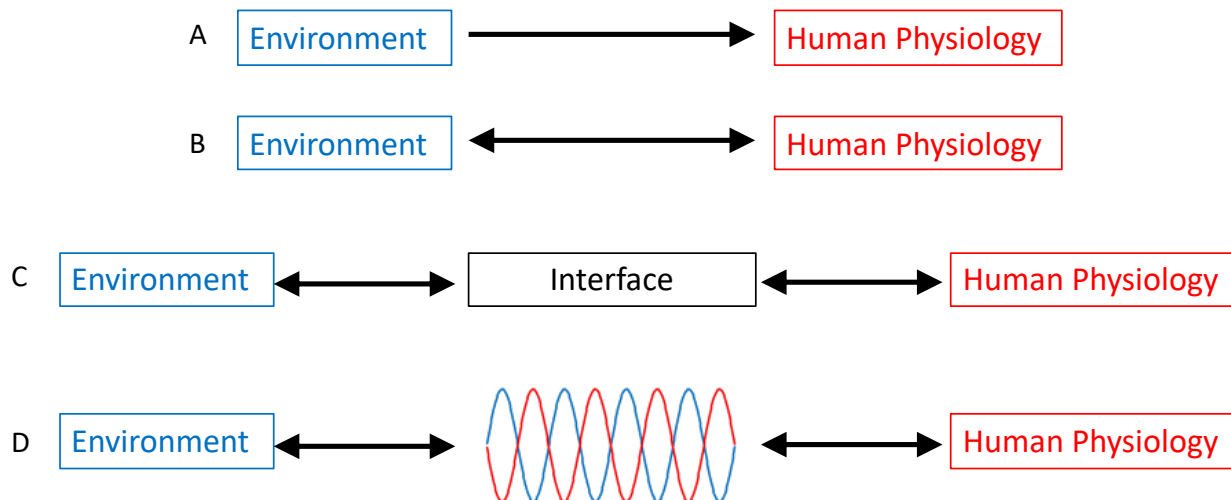 A Environment Human Physiology
B Environment Human Physiology
C Environment Interface Human Physiology
D Environment Human Physiology